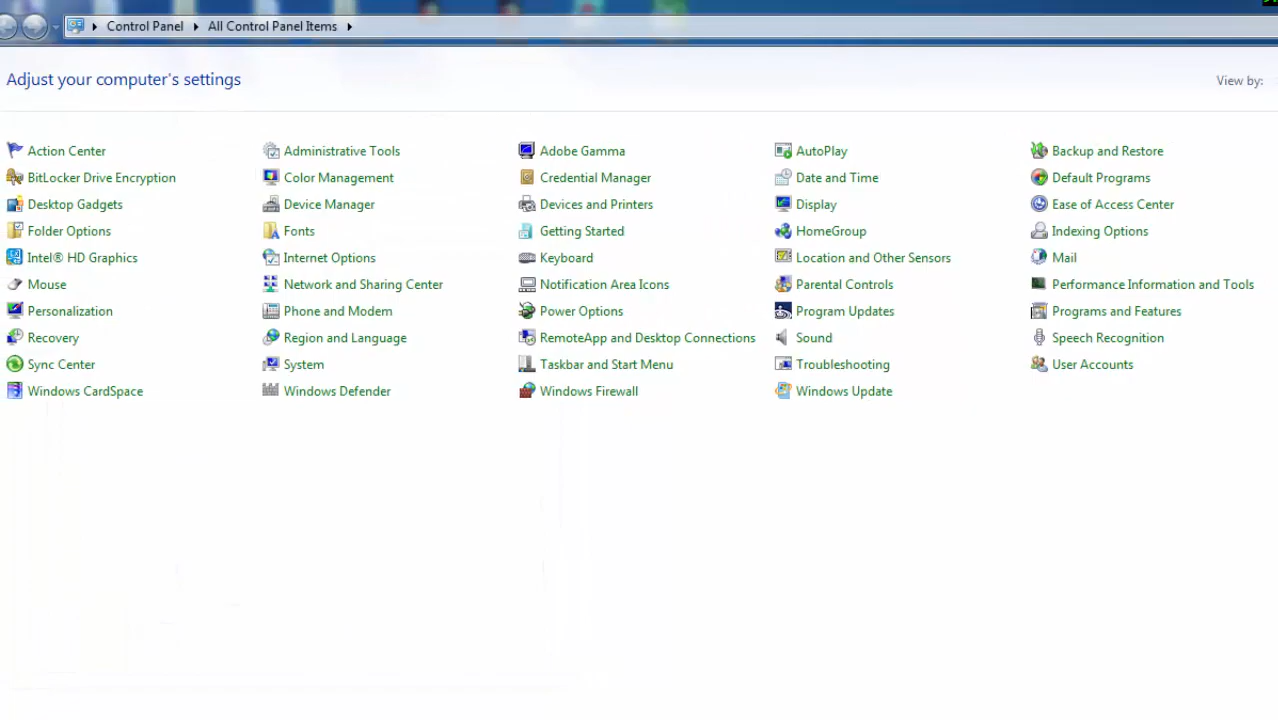 Control Panel All Control Panel Items
Adjust your computer's settings
View by:
Action Center Administrative Tools Adobe Gamma AutoPlay Backup and Restore
BitLocker Drive Encryption Color Management Credential Manager Date and Time Default Programs
Desktop Gadgets Device Manager Devices and Printers Display Ease of Access Center
Folder Options Fonts Getting Started HomeGroup Indexing Options
Intel® HD Graphics Internet Options Keyboard Location and Other Sensors Mail
Mouse Network and Sharing Center Notification Area Icons Parental Controls Performance Information and Tools
Personalization Phone and Modem Power Options Program Updates Programs and Features
Recovery Region and Language RemoteApp and Desktop Connections Sound Speech Recognition
Sync Center System Taskbar and Start Menu Troubleshooting User Accounts
Windows CardSpace Windows Defender Windows Firewall Windows Update